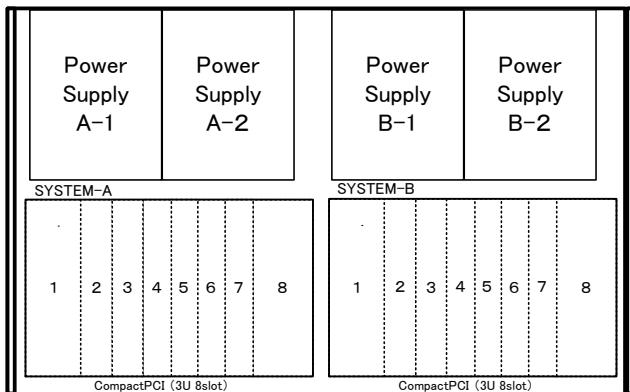 Power Supply A-1
Power Supply A-2
Power Supply B-1
Power Supply B-2
SYSTEM-A
SYSTEM-B
1 2 3 4 5 6 7 8
1 2 3 4 5 6 7 8
CompactPCI (3U 8slot)
CompactPCI (3U 8slot)